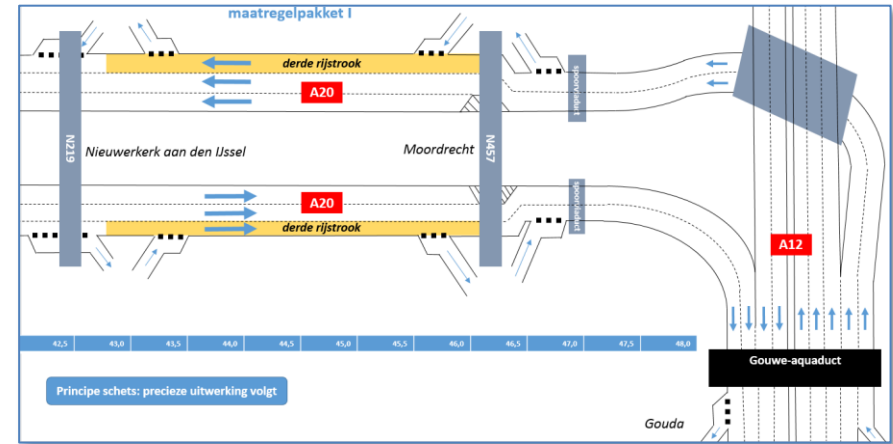 maatregelpakket I
derde rijstrook
A20
N219
Nieuwerkerk aan den IJssel
Moordrecht
N457
spoorviaduct
A20
derde rijstrook
spoorviaduct
A12
42,5 43,0 43,5 44,0 44,5 45,0 45,5 46,0 46,5 47,0 47,5 48,0
Gouwe-aquaduct
Principe schets: precieze uitwerking volgt
Gouda